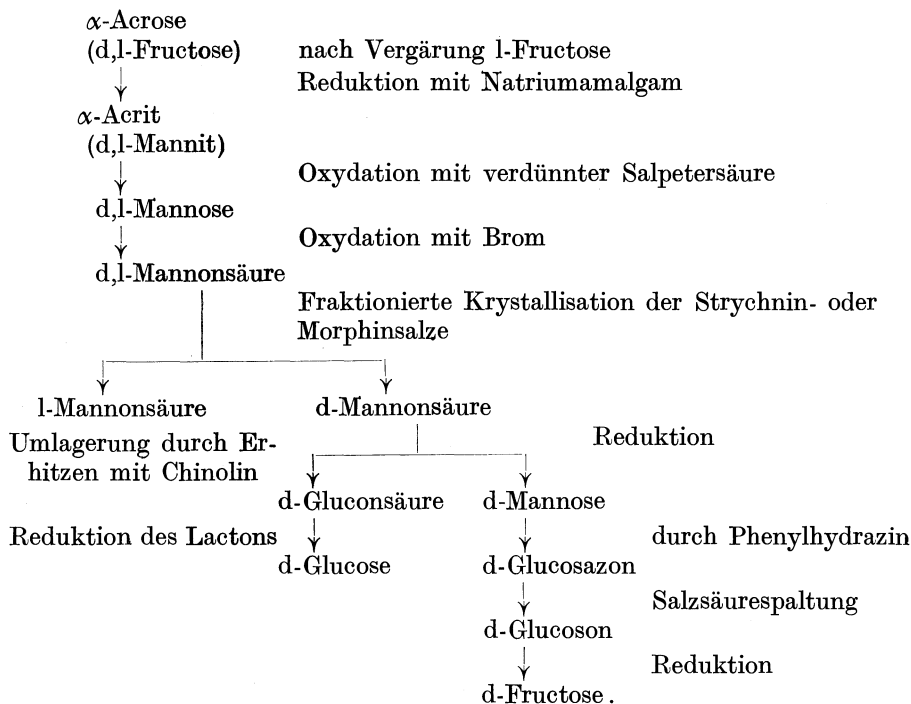 α-Acrose
(d,l-Fructose) nach Vergärung l-Fructose
Reduktion mit Natriumamalgam
α-Acrit
(d,l-Mannit)
Oxydation mit verdünnter Salpetersäure
d,l-Mannose
Oxydation mit Brom
d,l-Mannonsäure
Fraktionierte Krystallisation der Strychnin- oder
Morphinsalze
l-Mannonsäure d-Mannonsäure
Umlagerung durch Er-
hitzen mit Chinolin
Reduktion
d-Gluconsäure d-Mannose
Reduktion des Lactons durch Phenylhydrazin
d-Glucose d-Glucosazon
Salzsäurespaltung
d-Glucoson
Reduktion
d-Fructose.